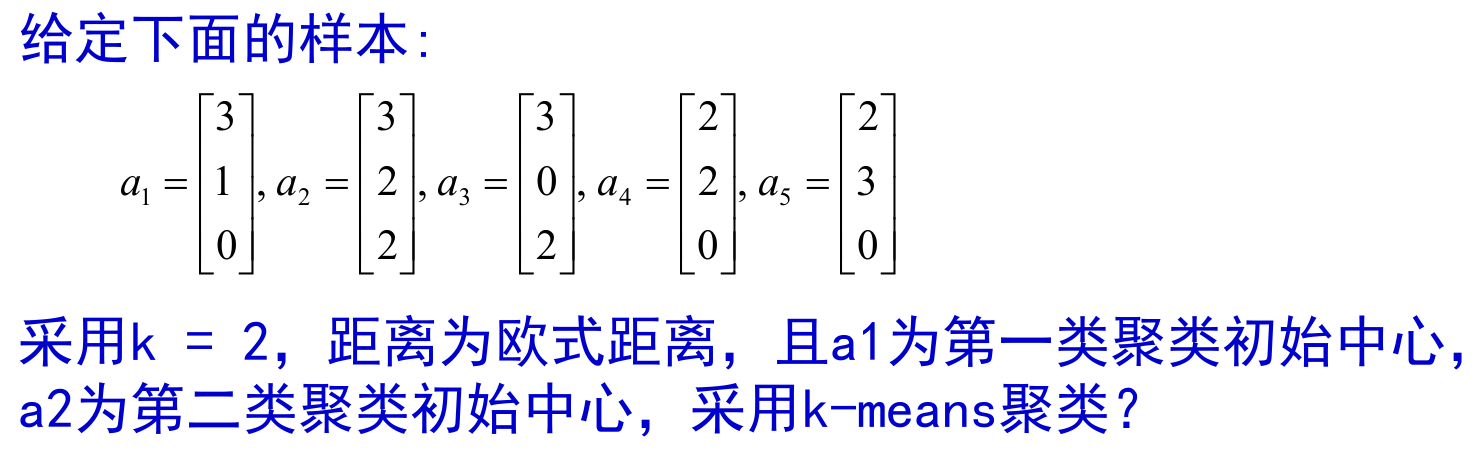 给定下面的样本:
$a_1 = \begin{bmatrix} 3 \\ 1 \\ 0 \end{bmatrix}, a_2 = \begin{bmatrix} 3 \\ 2 \\ 2 \end{bmatrix}, a_3 = \begin{bmatrix} 3 \\ 0 \\ 2 \end{bmatrix}, a_4 = \begin{bmatrix} 2 \\ 2 \\ 0 \end{bmatrix}, a_5 = \begin{bmatrix} 2 \\ 3 \\ 0 \end{bmatrix}$
采用k = 2，距离为欧式距离，且a1为第一类聚类初始中心，
a2为第二类聚类初始中心，采用k-means聚类？